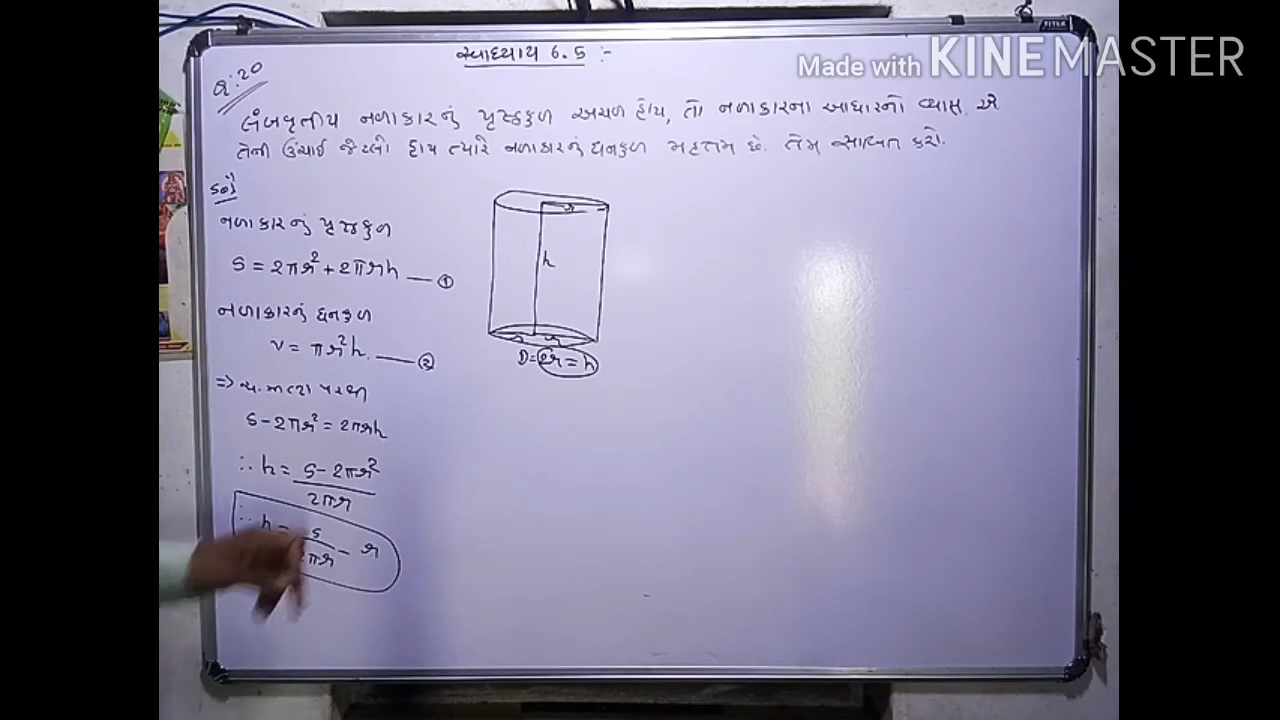 Made with KINEMASTER
સ્વાધ્યાય 6.5 :-
Q:20
લંબવૃત્તીય નળાકારનું પૃષ્ઠફળ અચળ હોય, તો નળાકારના આધારનો વ્યાસ એ
તેની ઉંચાઈ જેટલો હોય ત્યારે નળાકારનું ઘનફળ મહત્તમ છે. તેમ સાબિત કરો.
Sol
નળાકારનું પૃષ્ઠફળ
S = 2πr² + 2πrh —— ①
નળાકારનું ઘનફળ
V = πr²h. —— ②
h
D = 2r = h
⇒ પરથી
S - 2πr² = 2πrh
∴ h = S - 2πr² / 2πr
∴ h = S / 2πr - r